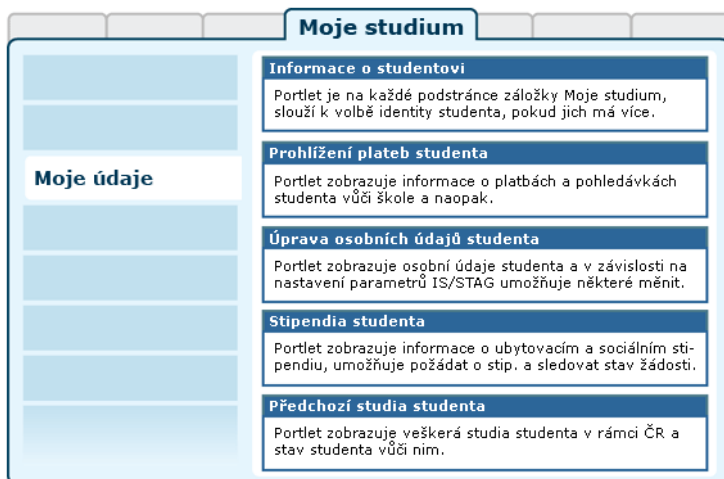 Moje studium
Moje údaje
Informace o studentovi
Portlet je na každé podstránce záložky Moje studium,
slouží k volbě identity studenta, pokud jich má více.
Prohlížení plateb studenta
Portlet zobrazuje informace o platbách a pohledávkách
studenta vůči škole a naopak.
Úprava osobních údajů studenta
Portlet zobrazuje osobní údaje studenta a v závislosti na
nastavení parametrů IS/STAG umožňuje některé měnit.
Stipendia studenta
Portlet zobrazuje informace o ubytovacím a sociálním sti-
pendiu, umožňuje požádat o stip. a sledovat stav žádosti.
Předchozí studia studenta
Portlet zobrazuje veškerá studia studenta v rámci ČR a
stav studenta vůči nim.